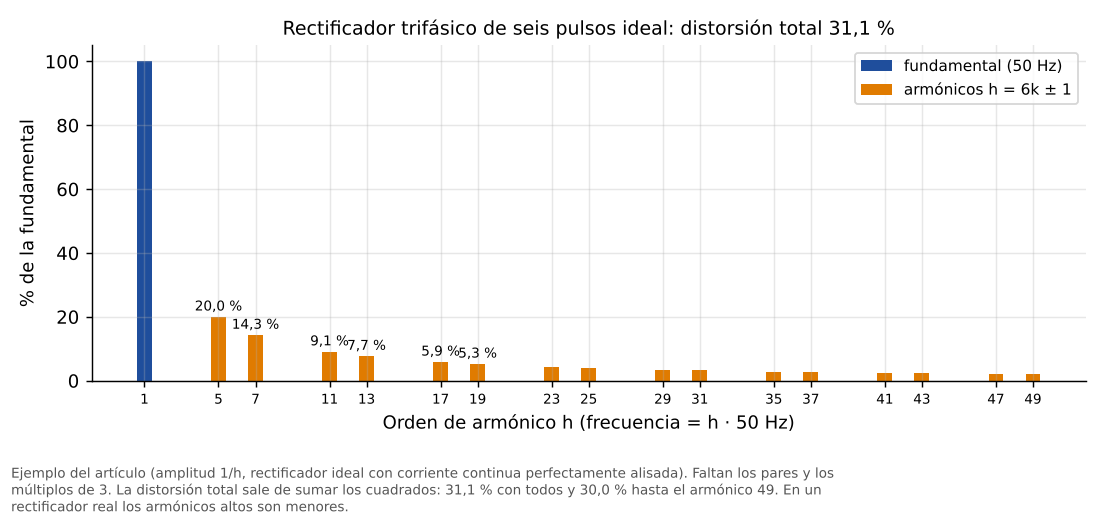 Rectificador trifásico de seis pulsos ideal: distorsión total 31,1 %
fundamental (50 Hz)
armónicos h = 6k ± 1
% de la fundamental
100
80
60
40
20
0
20,0 %
14,3 %
9,1 %
7,7 %
5,9 %
5,3 %
1 5 7 11 13 17 19 23 25 29 31 35 37 41 43 47 49
Orden de armónico h (frecuencia = h · 50 Hz)
Ejemplo del artículo (amplitud 1/h, rectificador ideal con corriente continua perfectamente alisada). Faltan los pares y los
múltiplos de 3. La distorsión total sale de sumar los cuadrados: 31,1 % con todos y 30,0 % hasta el armónico 49. En un
rectificador real los armónicos altos son menores.